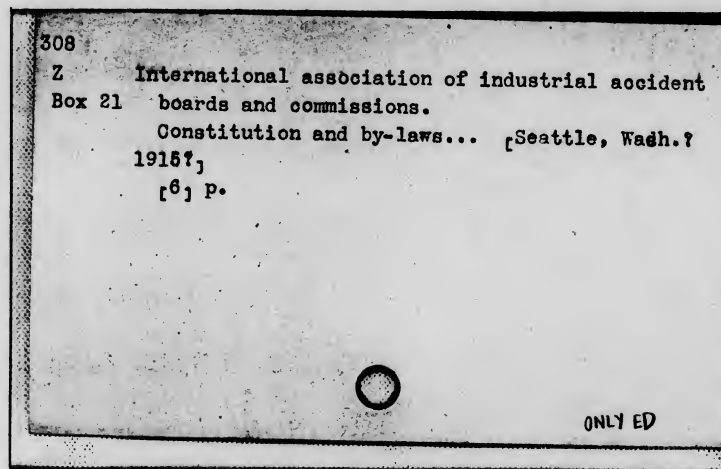 308
Z International association of industrial accident
Box 21 boards and commissions.
Constitution and by-laws... [Seattle, Wash.?
1915?]
[6] p.
ONLY ED